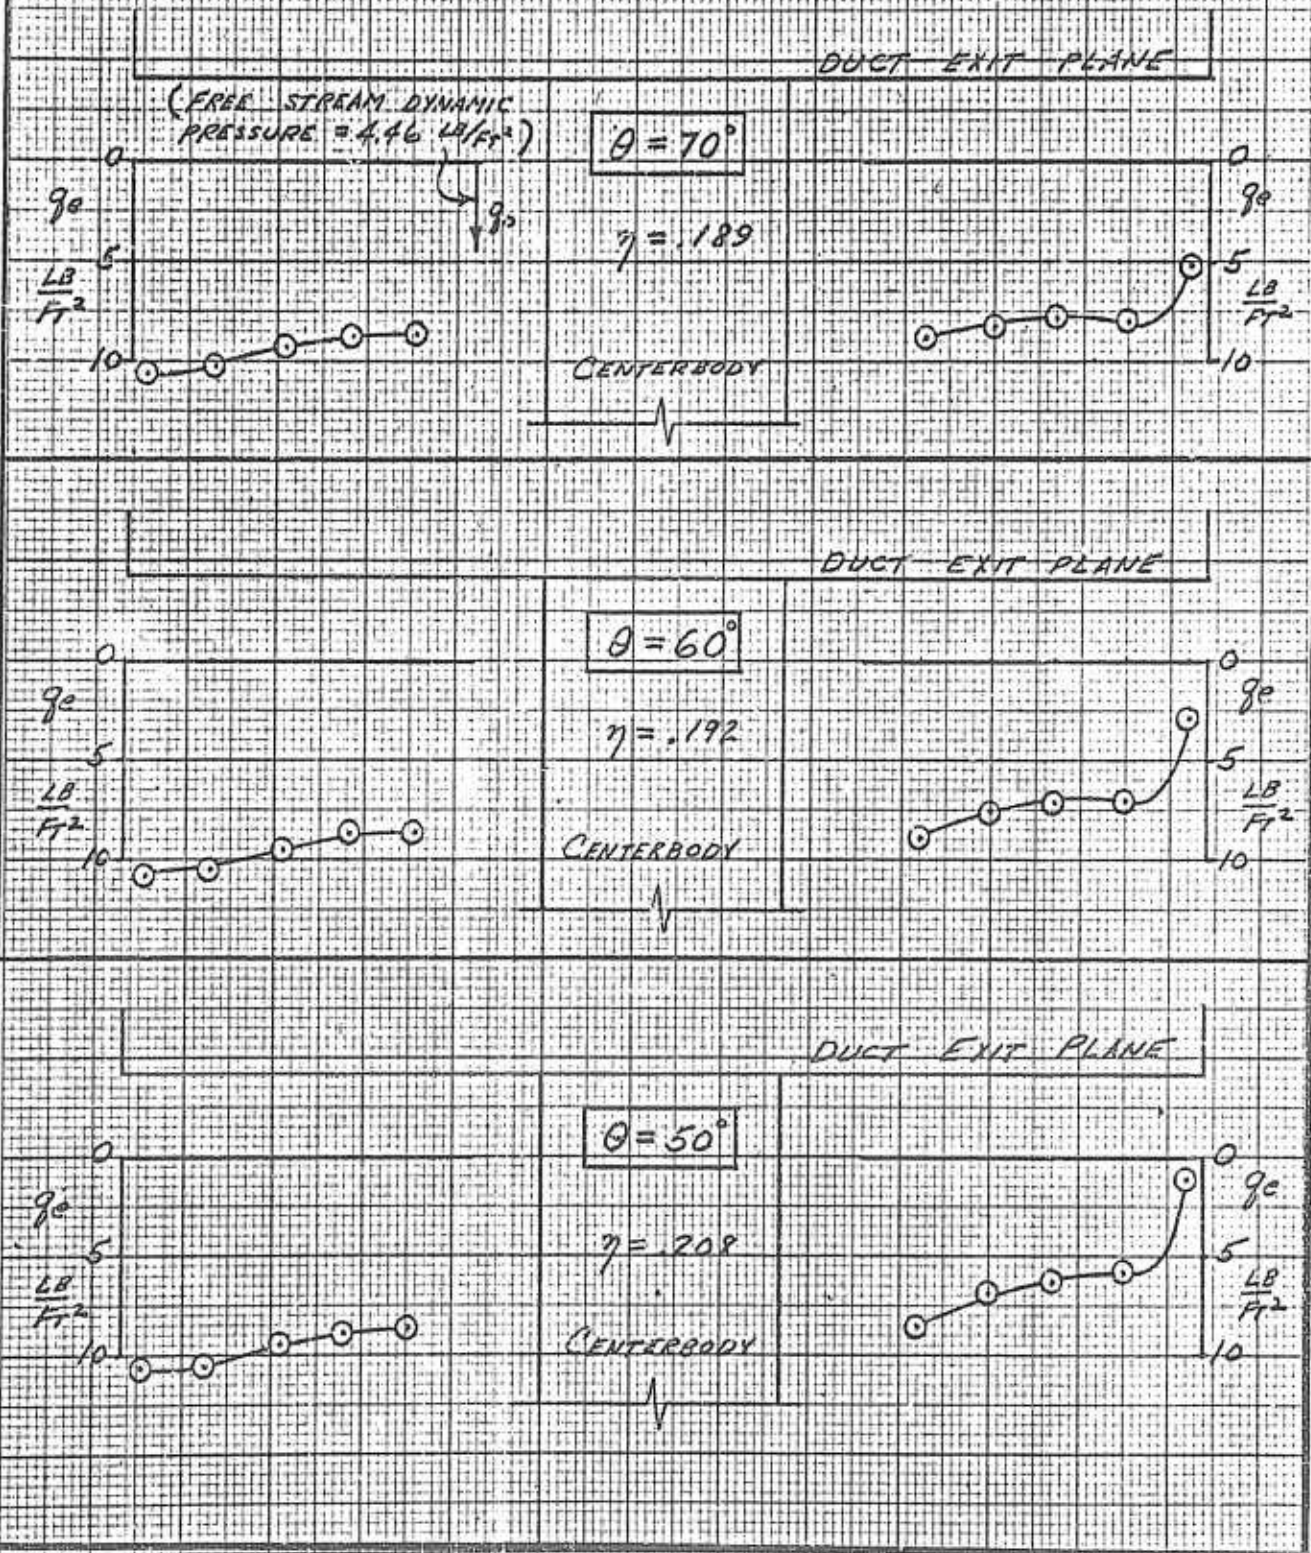 DUCT EXIT PLANE
(FREE STREAM DYNAMIC
PRESSURE = 4.46 LB/FT²)
θ = 70°
0
qe
5
LB
FT²
10
η = .189
CENTERBODY
0
qe
5
LB
FT²
10
DUCT EXIT PLANE
θ = 60°
0
qe
5
LB
FT²
10
η = .192
CENTERBODY
0
qe
5
LB
FT²
10
DUCT EXIT PLANE
θ = 50°
0
qe
5
LB
FT²
10
η = .208
CENTERBODY
0
qe
5
LB
FT²
10